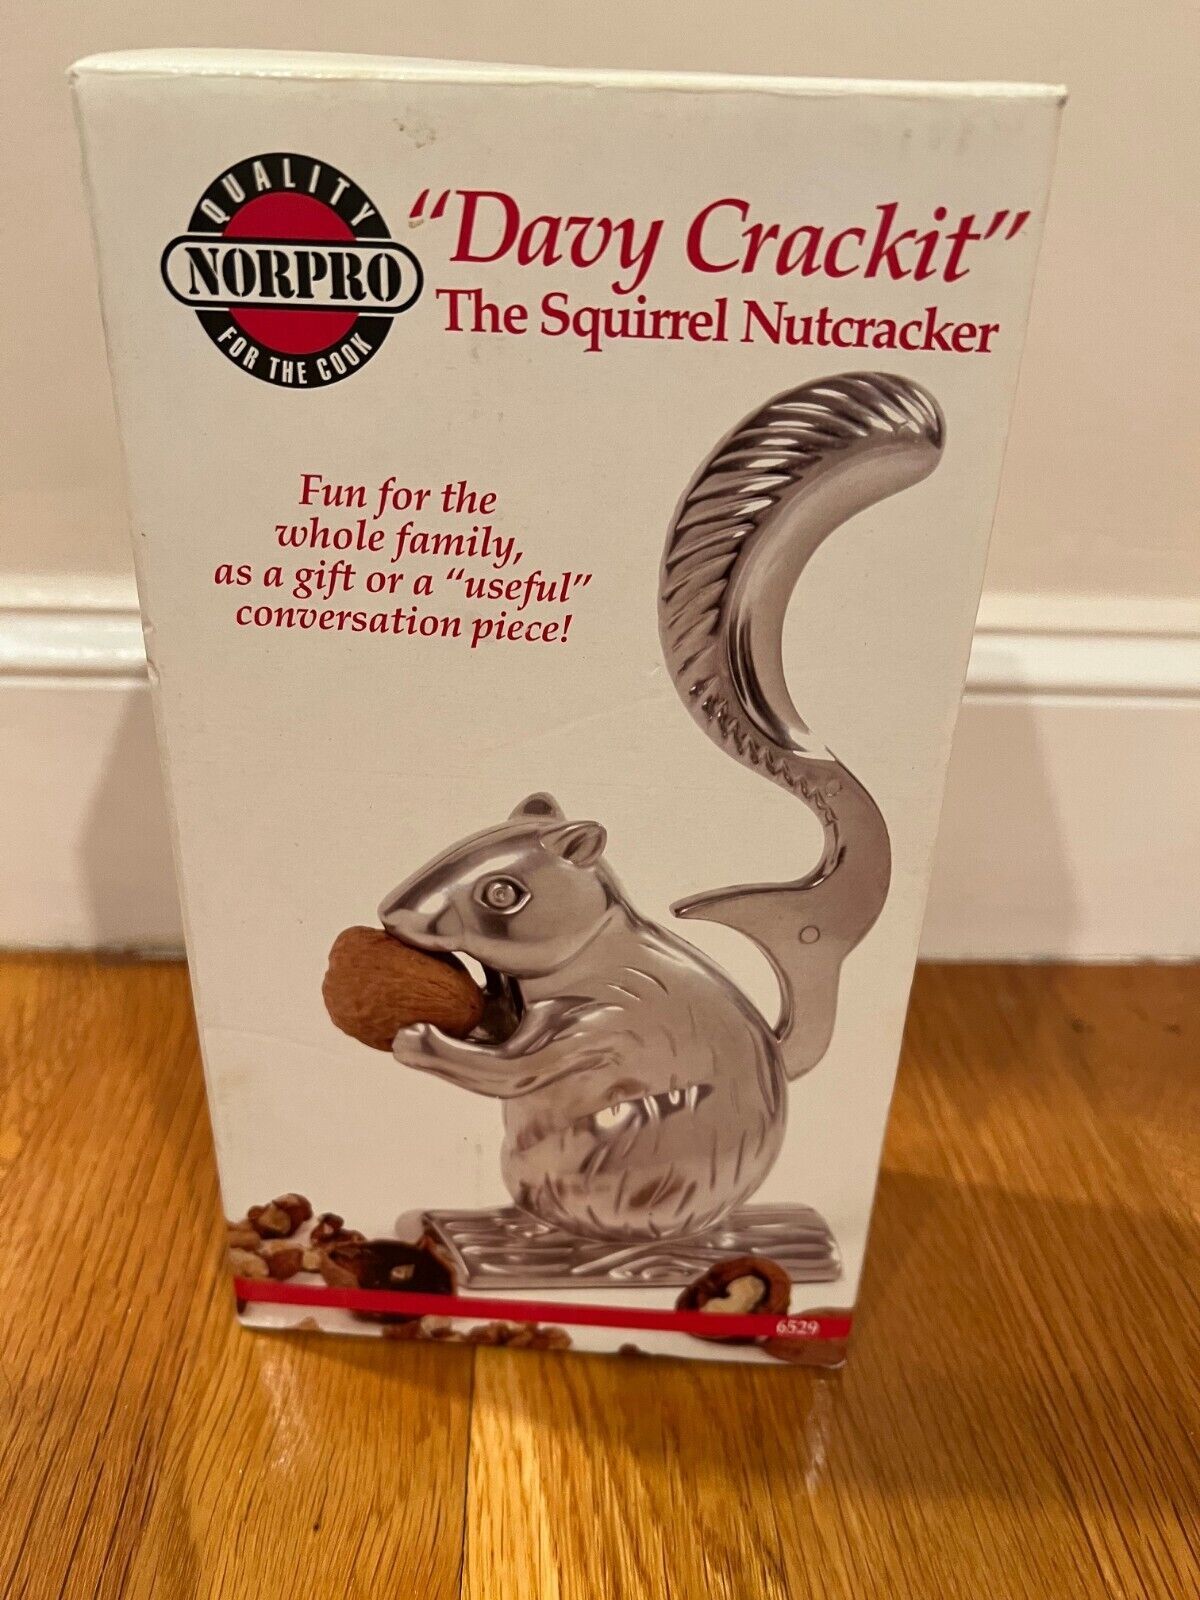 QUALITY
NORPRO
FOR THE COOK
"Davy Crackit"
The Squirrel Nutcracker
Fun for the
whole family,
as a gift or a "useful"
conversation piece!
6529